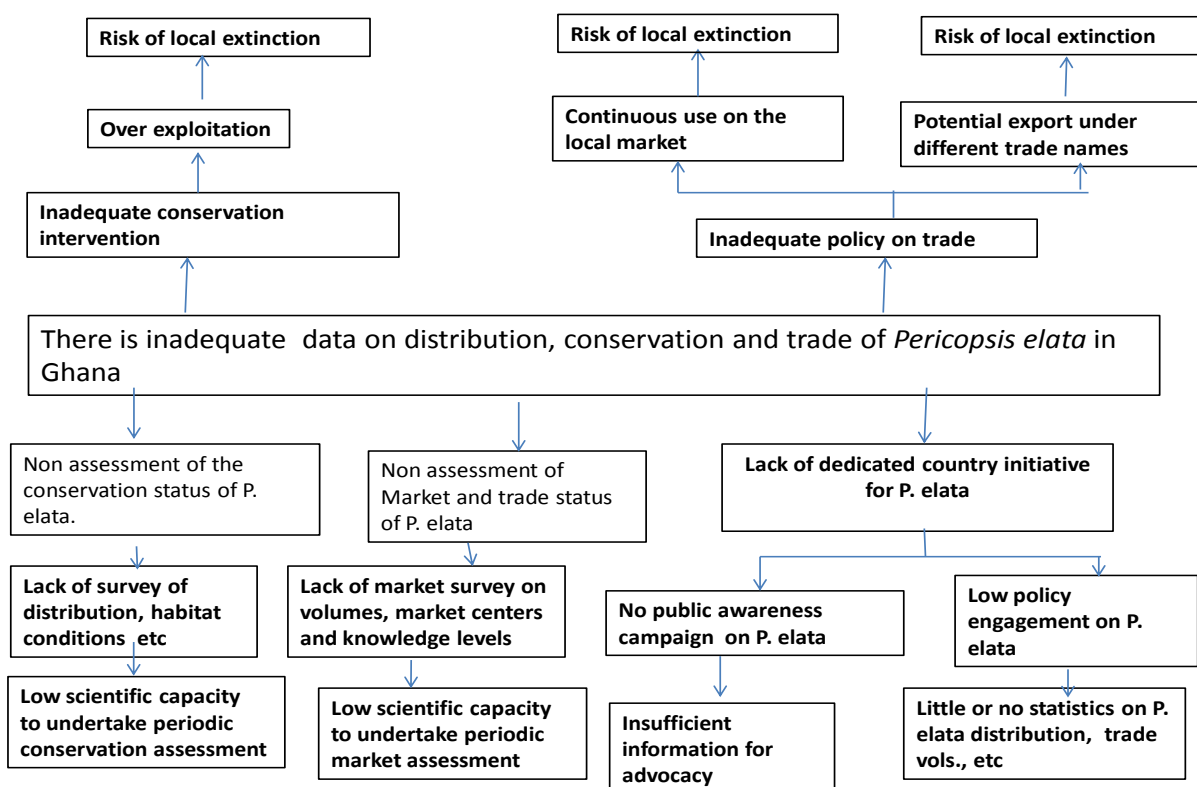 Risk of local extinction
Risk of local extinction
Risk of local extinction
Over exploitation
Continuous use on the
local market
Potential export under
different trade names
Inadequate conservation
intervention
Inadequate policy on trade
There is inadequate data on distribution, conservation and trade of Pericopsis elata in
Ghana
Non assessment of the
conservation status of P.
elata.
Non assessment of
Market and trade status
of P. elata
Lack of dedicated country initiative
for P. elata
Lack of survey of
distribution, habitat
conditions etc
Lack of market survey on
volumes, market centers
and knowledge levels
No public awareness
campaign on P. elata
Low policy
engagement on P.
elata
Low scientific capacity
to undertake periodic
conservation assessment
Low scientific capacity
to undertake periodic
market assessment
Insufficient
information for
advocacy
Little or no statistics on P.
elata distribution, trade
vols., etc